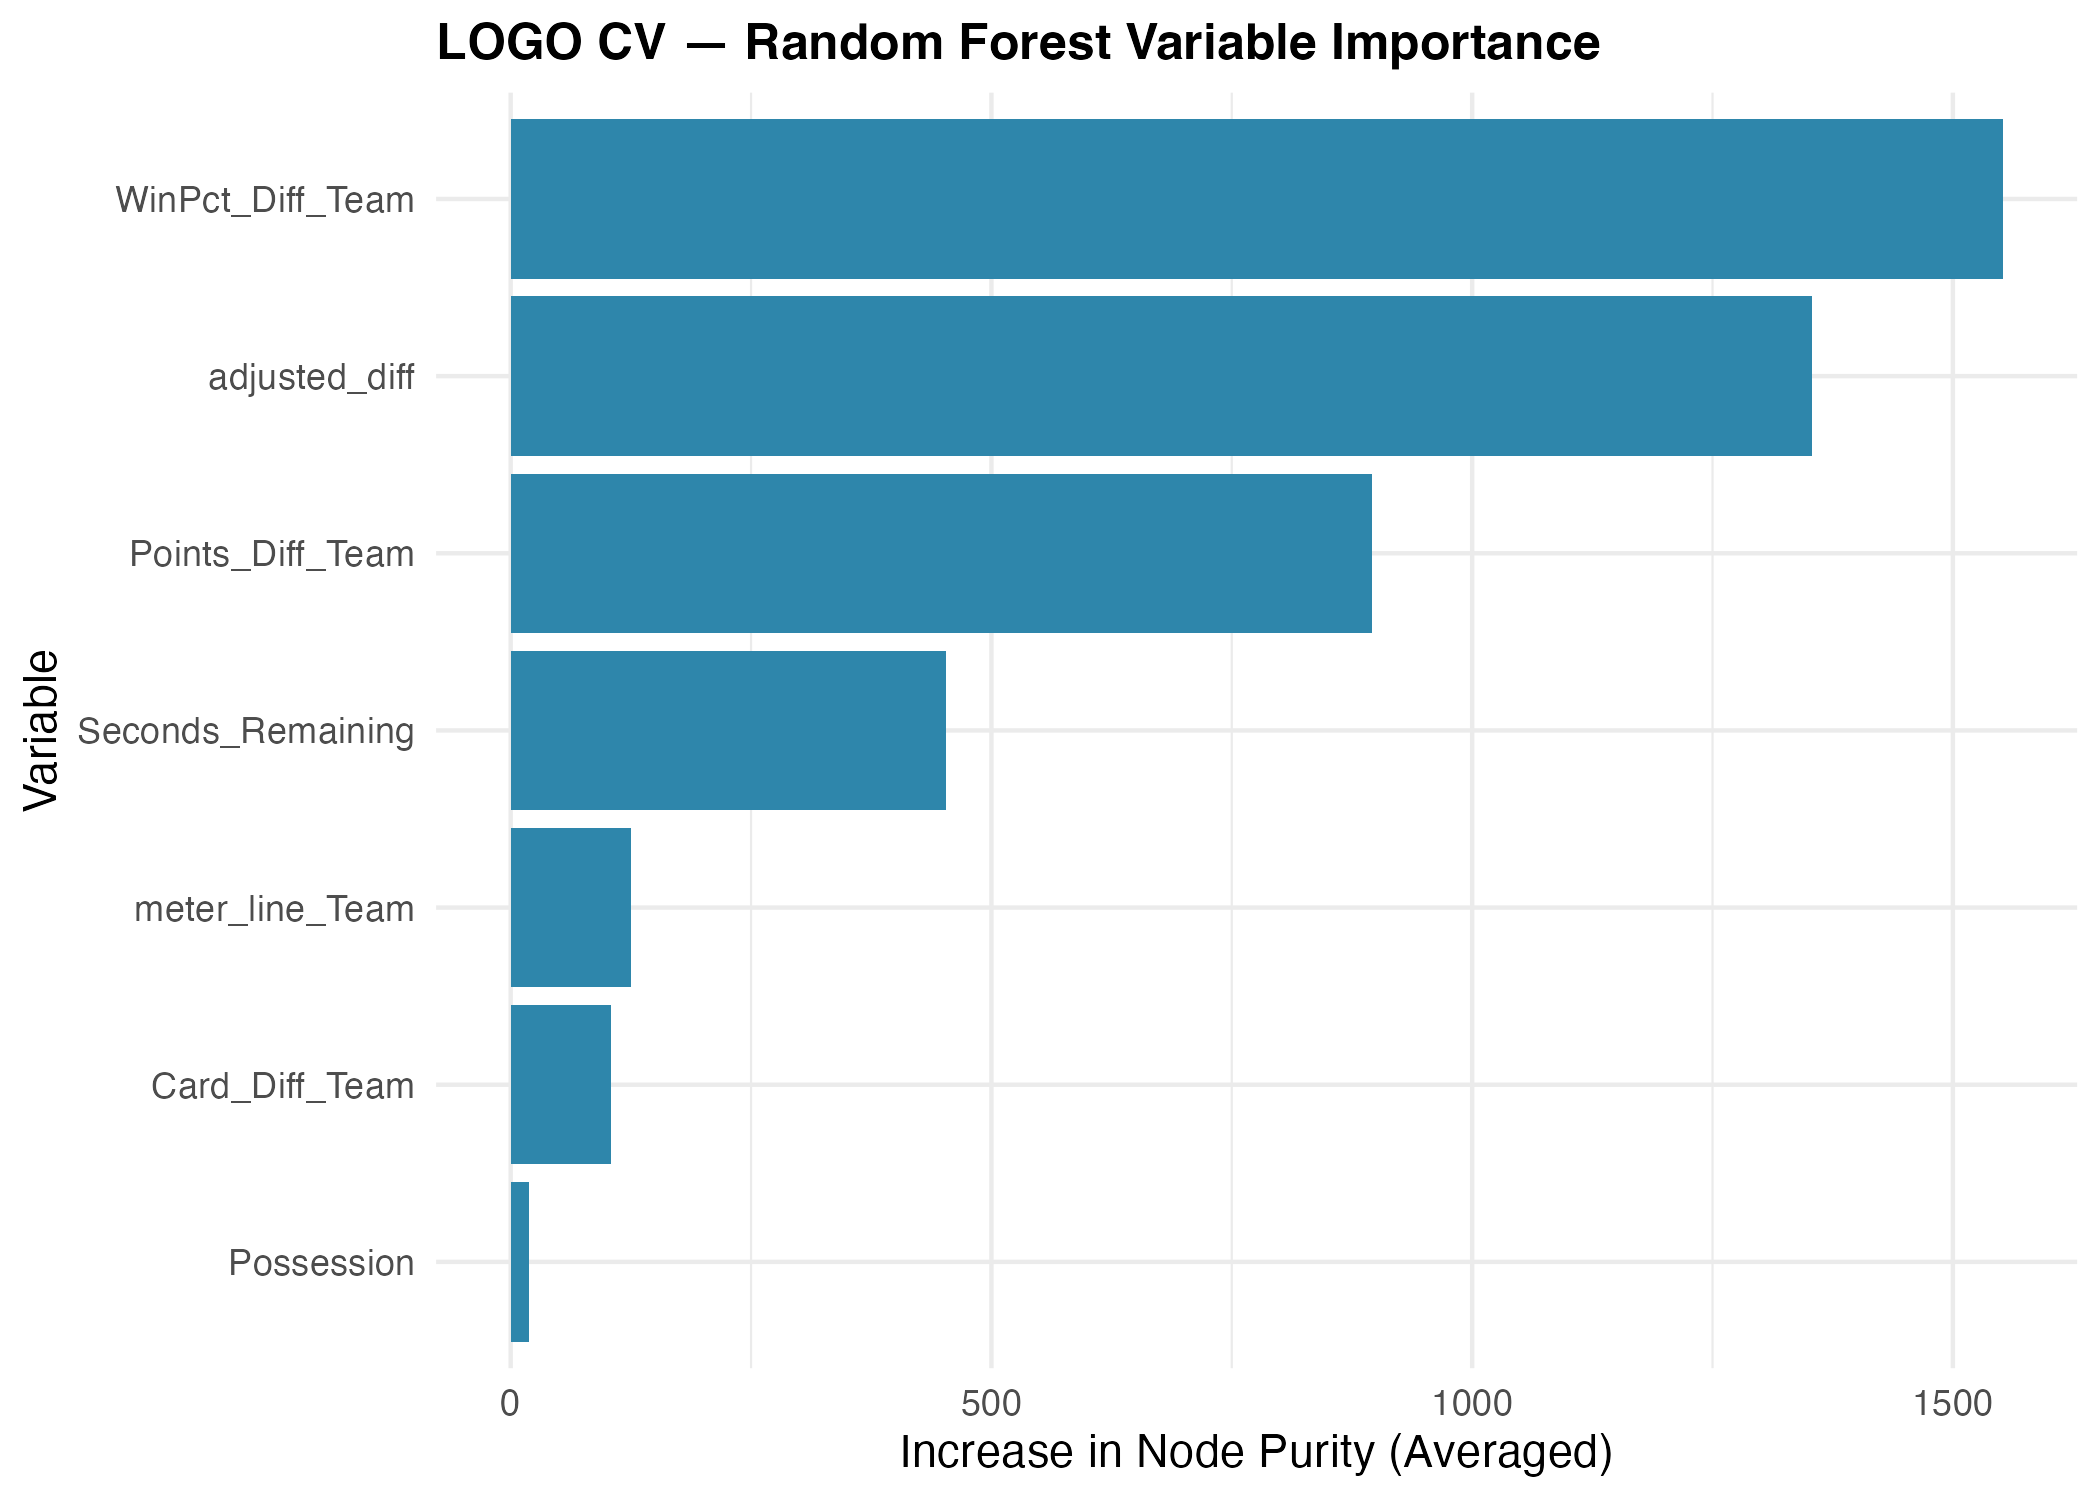 LOGO CV — Random Forest Variable Importance
Variable
WinPct_Diff_Team
adjusted_diff
Points_Diff_Team
Seconds_Remaining
meter_line_Team
Card_Diff_Team
Possession
0 500 1000 1500
Increase in Node Purity (Averaged)